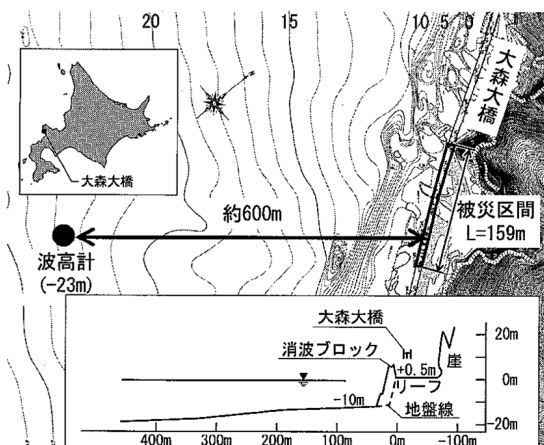 20
15
10 5 0
大森大橋
大森大橋
約600m
被災区間
L=159m
波高計
(-23m)
大森大橋
消波ブロック
崖
20m
+0.5m
リーフ
0m
-10m
地盤線
-20m
400m 300m 200m 100m 0m -100m